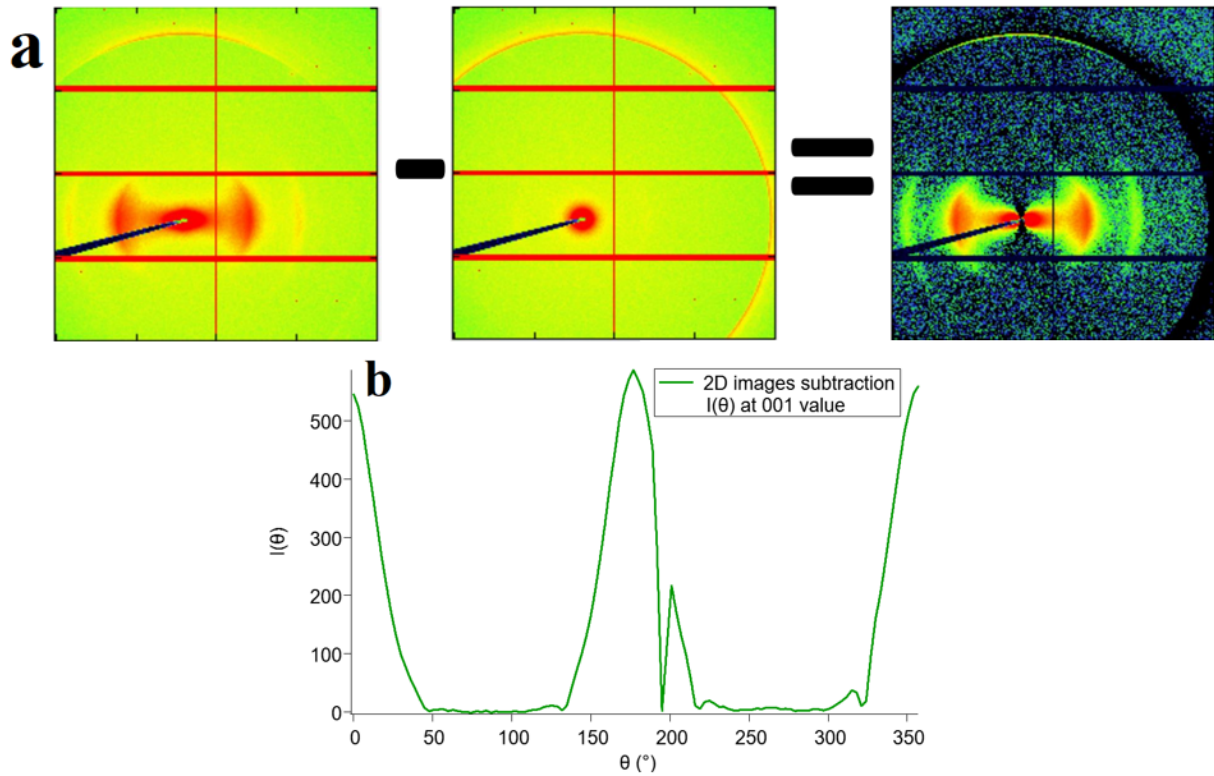 a
b
2D images subtraction
I(θ) at 001 value
500
400
300
200
100
0
I(θ)
0 50 100 150 200 250 300 350
θ (°)